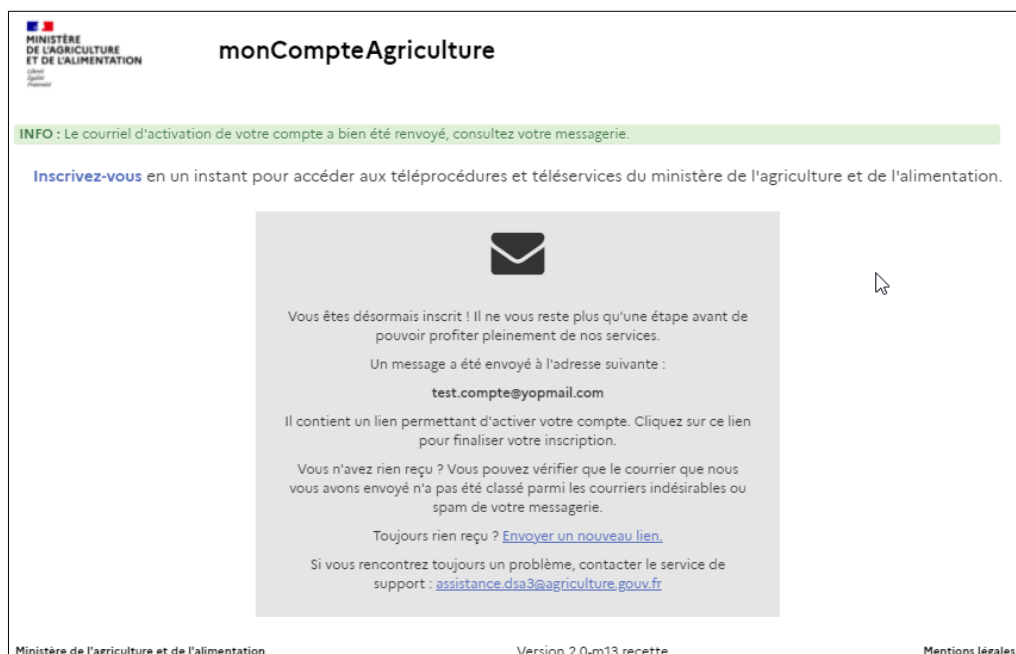 MINISTÈRE
DE L'AGRICULTURE
ET DE L'ALIMENTATION
Liberté
Égalité
Fraternité
monCompteAgriculture
INFO : Le courriel d'activation de votre compte a bien été renvoyé, consultez votre messagerie.
Inscrivez-vous en un instant pour accéder aux téléprocédures et téléservices du ministère de l'agriculture et de l'alimentation.
Vous êtes désormais inscrit ! Il ne vous reste plus qu'une étape avant de
pouvoir profiter pleinement de nos services.
Un message a été envoyé à l'adresse suivante :
test.compte@yopmail.com
Il contient un lien permettant d'activer votre compte. Cliquez sur ce lien
pour finaliser votre inscription.
Vous n'avez rien reçu ? Vous pouvez vérifier que le courrier que nous
vous avons envoyé n'a pas été classé parmi les courriers indésirables ou
spam de votre messagerie.
Toujours rien reçu ? Envoyer un nouveau lien.
Si vous rencontrez toujours un problème, contacter le service de
support : assistance.dsa3@agriculture.gouv.fr
Ministère de l'agriculture et de l'alimentation
Version 2.0-m13 recette
Mentions légales